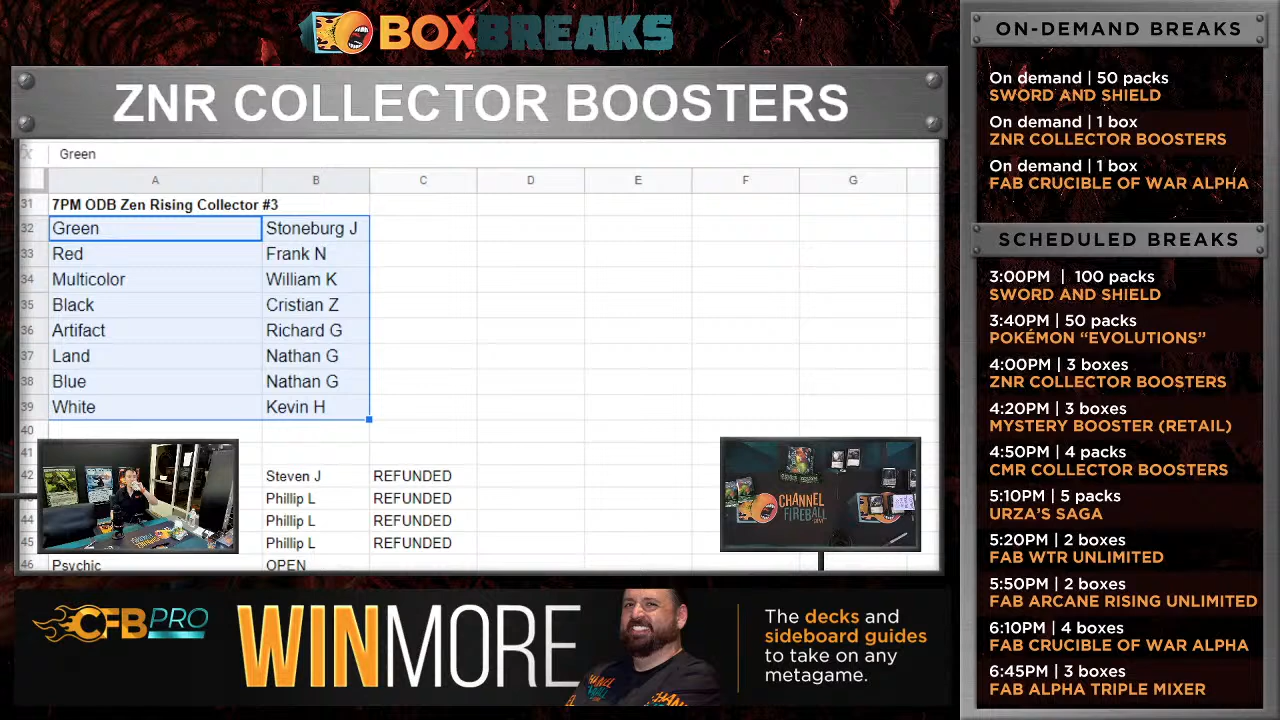 BOXBREAKS
ZNR COLLECTOR BOOSTERS
Green
A B C D E F G
31 7PM ODB Zen Rising Collector #3
32 Green Stoneburg J
33 Red Frank N
34 Multicolor William K
35 Black Cristian Z
36 Artifact Richard G
37 Land Nathan G
38 Blue Nathan G
39 White Kevin H
40
41
42 Steven J REFUNDED
Phillip L REFUNDED
44 Phillip L REFUNDED
45 Phillip L REFUNDED
46 Psychic OPEN
CHANNEL
FIREBALL
CFBPRO
WINMORE
The decks and
sideboard guides
to take on any
metagame.
ON-DEMAND BREAKS
On demand | 50 packs
SWORD AND SHIELD
On demand | 1 box
ZNR COLLECTOR BOOSTERS
On demand | 1 box
FAB CRUCIBLE OF WAR ALPHA
SCHEDULED BREAKS
3:00PM | 100 packs
SWORD AND SHIELD
3:40PM | 50 packs
POKÉMON “EVOLUTIONS”
4:00PM | 3 boxes
ZNR COLLECTOR BOOSTERS
4:20PM | 3 boxes
MYSTERY BOOSTER (RETAIL)
4:50PM | 4 packs
CMR COLLECTOR BOOSTERS
5:10PM | 5 packs
URZA’S SAGA
5:20PM | 2 boxes
FAB WTR UNLIMITED
5:50PM | 2 boxes
FAB ARCANE RISING UNLIMITED
6:10PM | 4 boxes
FAB CRUCIBLE OF WAR ALPHA
6:45PM | 3 boxes
FAB ALPHA TRIPLE MIXER